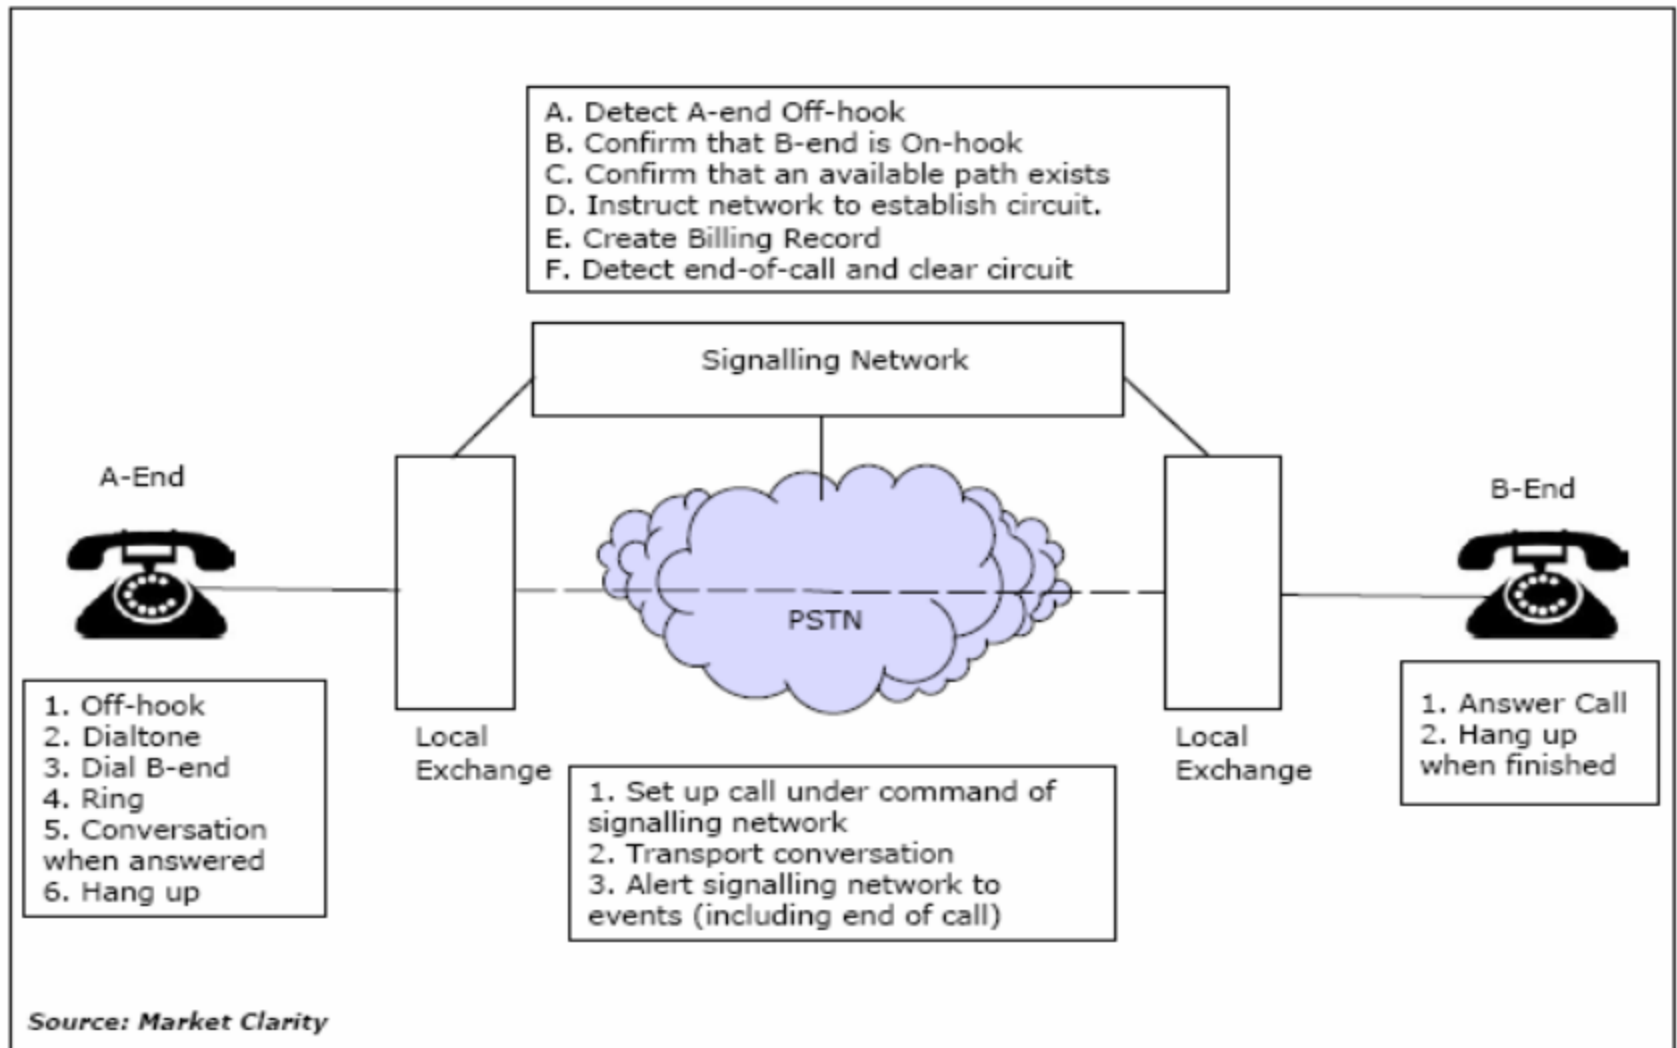 A. Detect A-end Off-hook
B. Confirm that B-end is On-hook
C. Confirm that an available path exists
D. Instruct network to establish circuit.
E. Create Billing Record
F. Detect end-of-call and clear circuit
Signalling Network
A-End
B-End
PSTN
1. Off-hook
2. Dialtone
3. Dial B-end
4. Ring
5. Conversation
when answered
6. Hang up
Local
Exchange
1. Set up call under command of
signalling network
2. Transport conversation
3. Alert signalling network to
events (including end of call)
Local
Exchange
1. Answer Call
2. Hang up
when finished
Source: Market Clarity